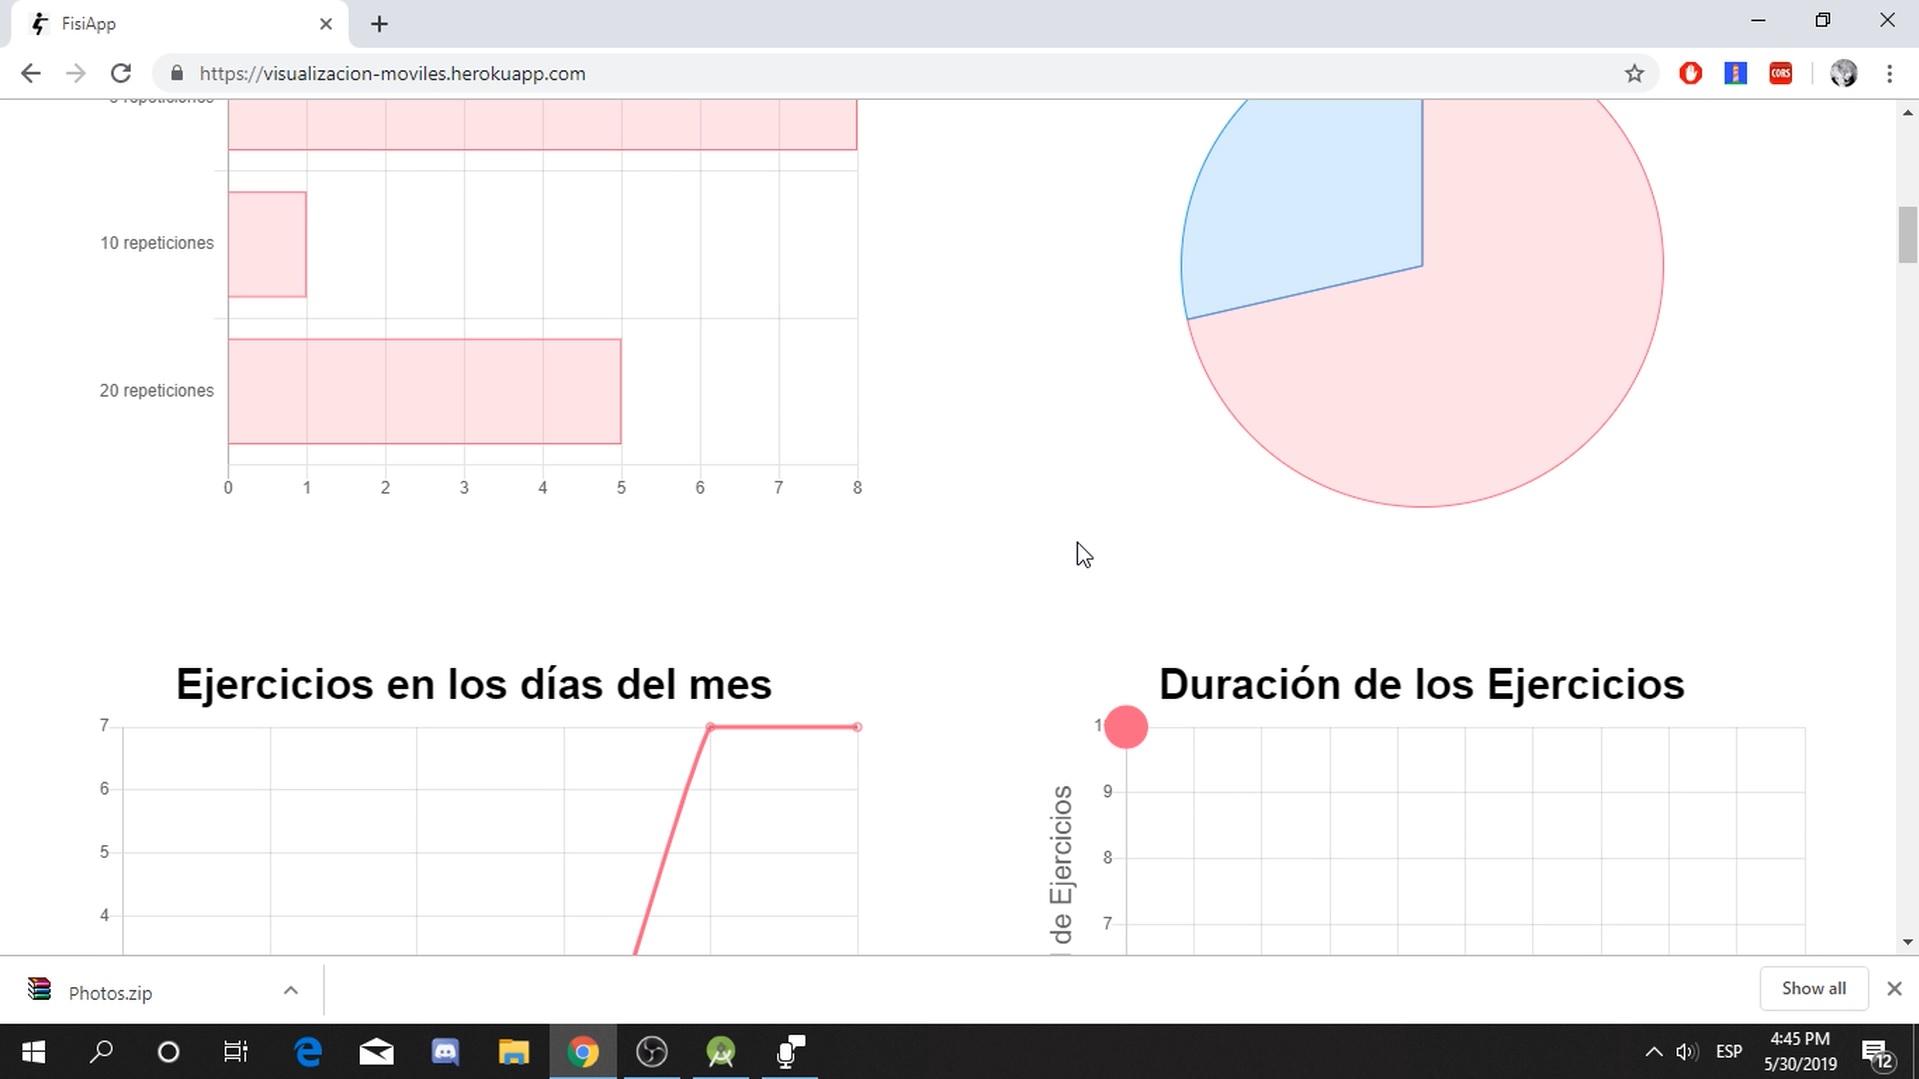 FisiApp
https://visualizacion-moviles.herokuapp.com
CORS
repeticiones
10 repeticiones
20 repeticiones
0 1 2 3 4 5 6 7 8
Ejercicios en los días del mes
7
6
5
4
Duración de los Ejercicios
1
9
8
7
de Ejercicios
Photos.zip
Show all
ESP
4:45 PM
5/30/2019
12